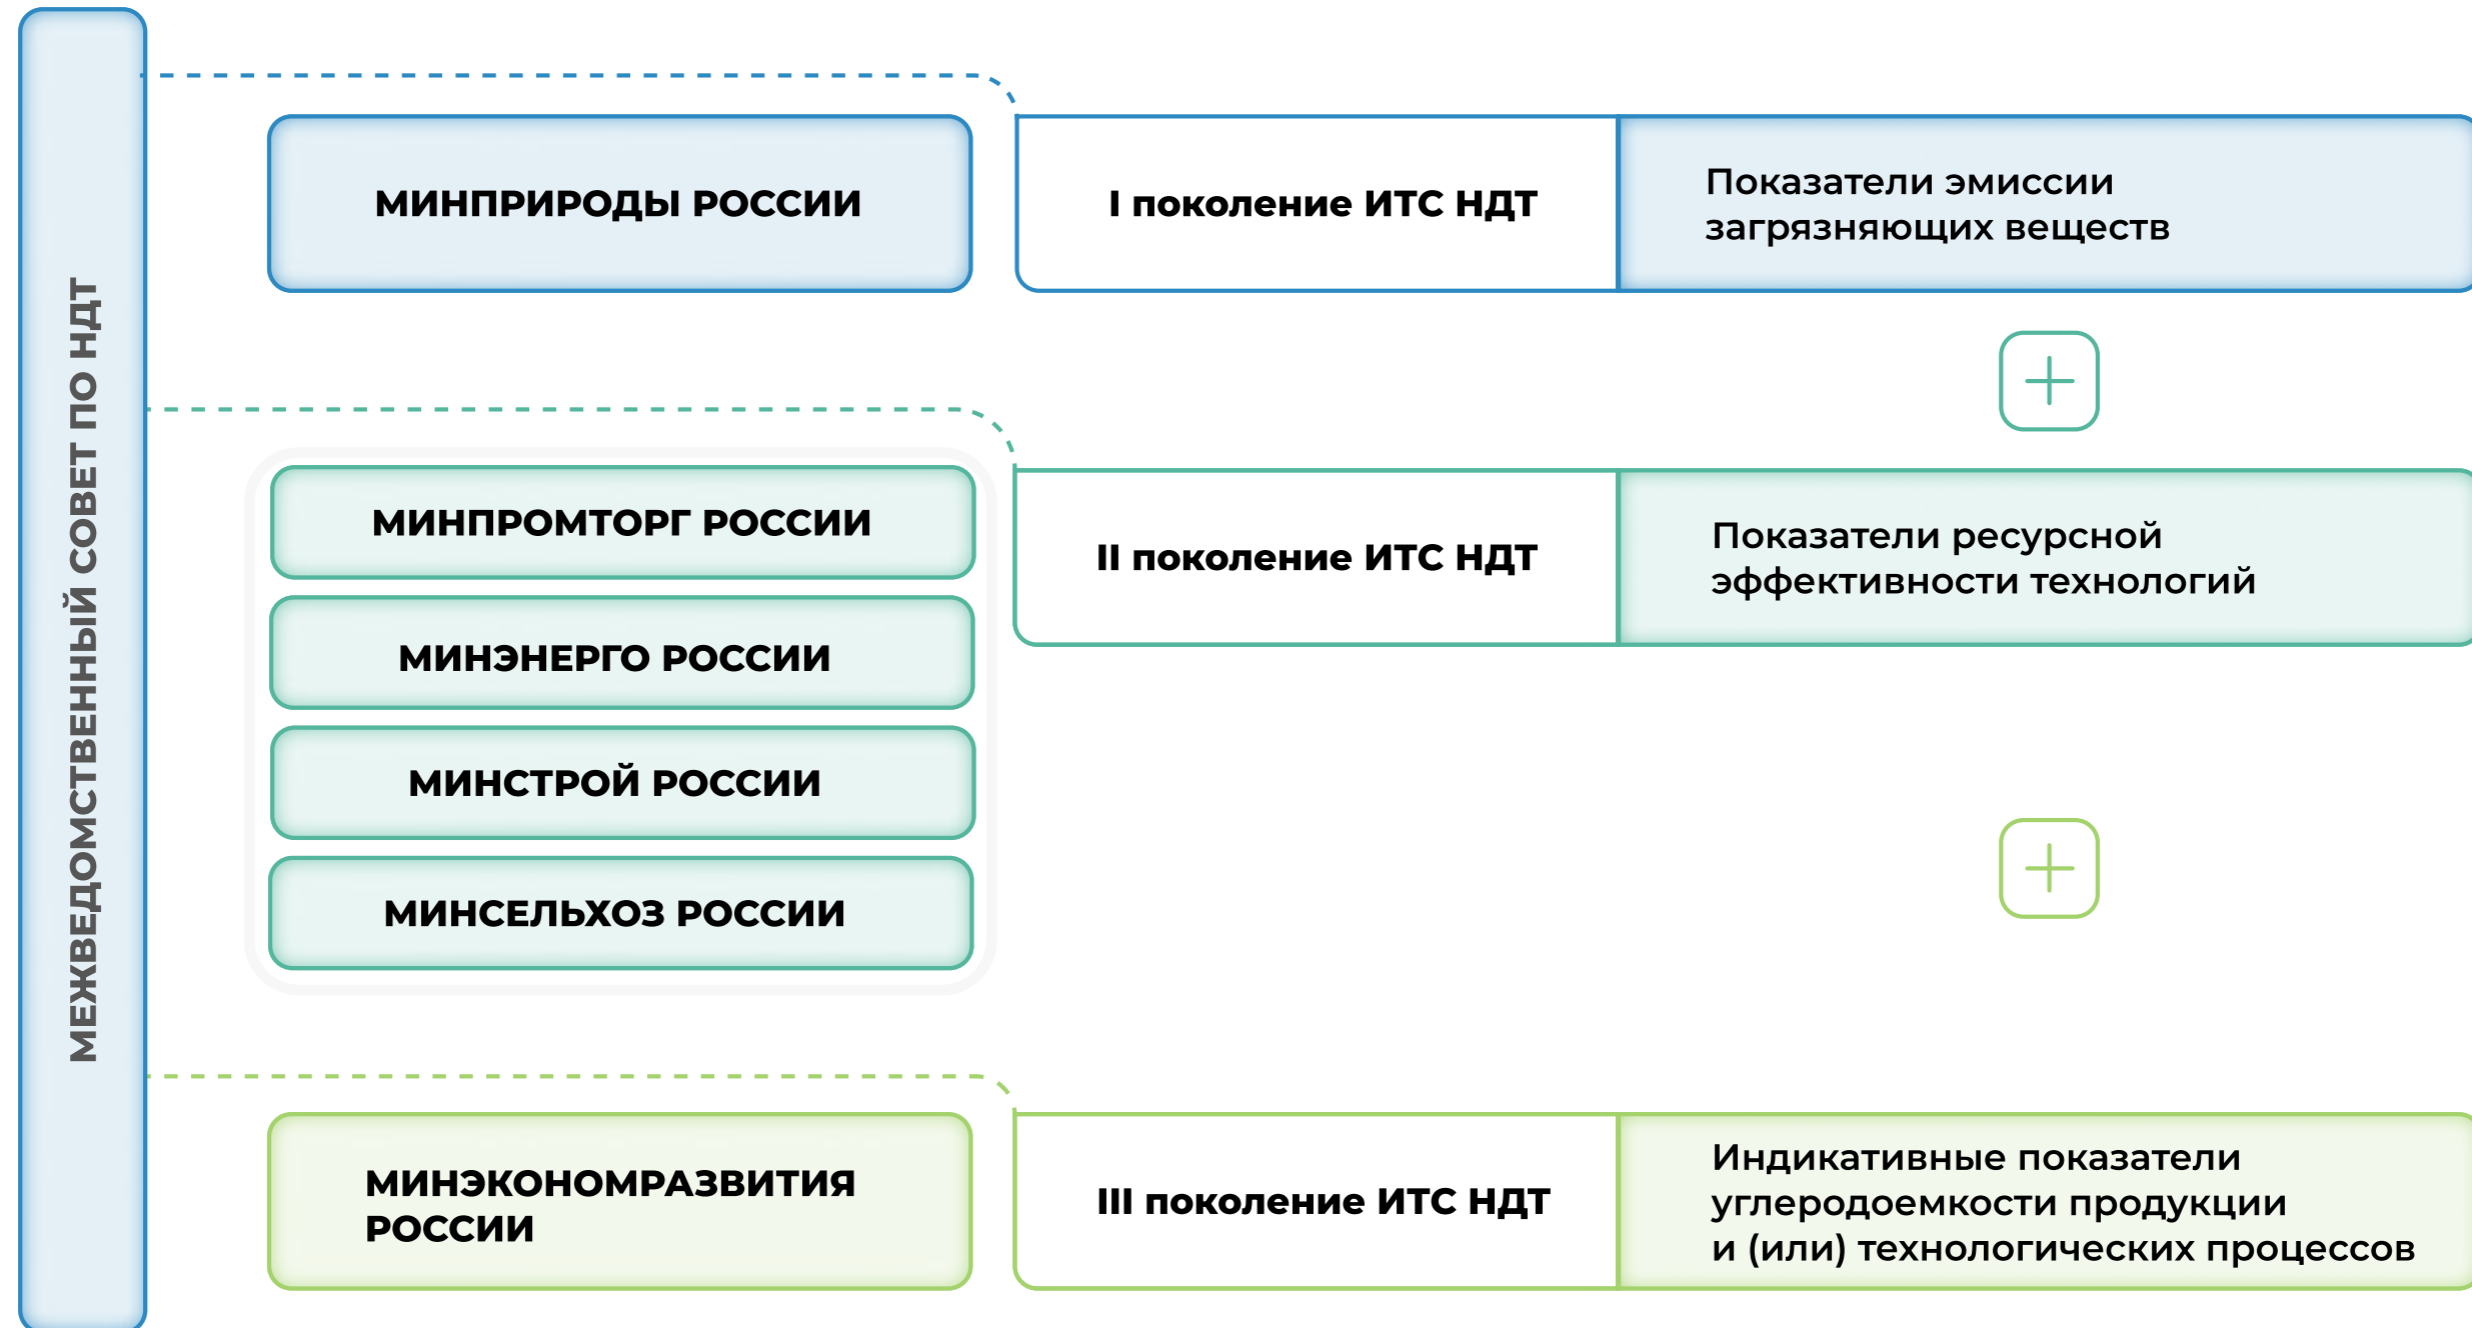 МЕЖВЕДОМСТВЕННЫЙ СОВЕТ ПО НДТ
МИНПРИРОДЫ РОССИИ
I поколение ИТС НДТ
Показатели эмиссии
загрязняющих веществ
МИНПРОМТОРГ РОССИИ
МИНЭНЕРГО РОССИИ
МИНСТРОЙ РОССИИ
МИНСЕЛЬХОЗ РОССИИ
II поколение ИТС НДТ
Показатели ресурсной
эффективности технологий
МИНЭКОНОМРАЗВИТИЯ
РОССИИ
III поколение ИТС НДТ
Индикативные показатели
углеродоемкости продукции
и (или) технологических процессов